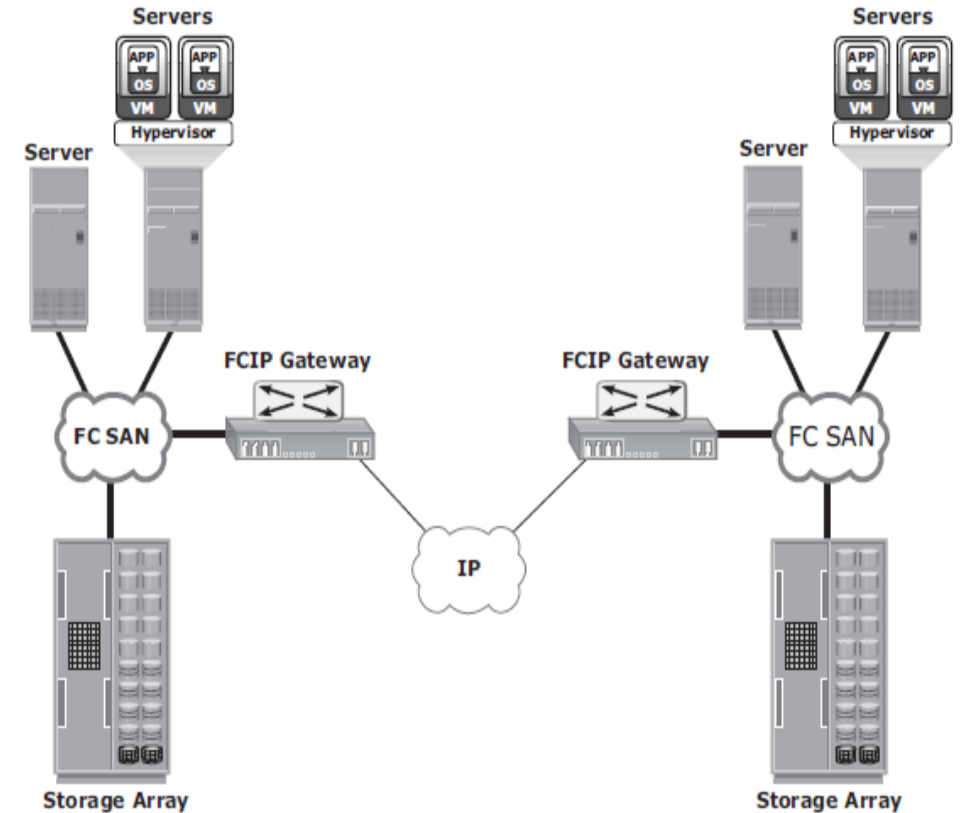 Servers
APP
OS
VM
APP
OS
VM
Hypervisor
Server
FC SAN
FCIP Gateway
Storage Array
IP
Servers
APP
OS
VM
APP
OS
VM
Hypervisor
Server
FCIP Gateway
FC SAN
Storage Array